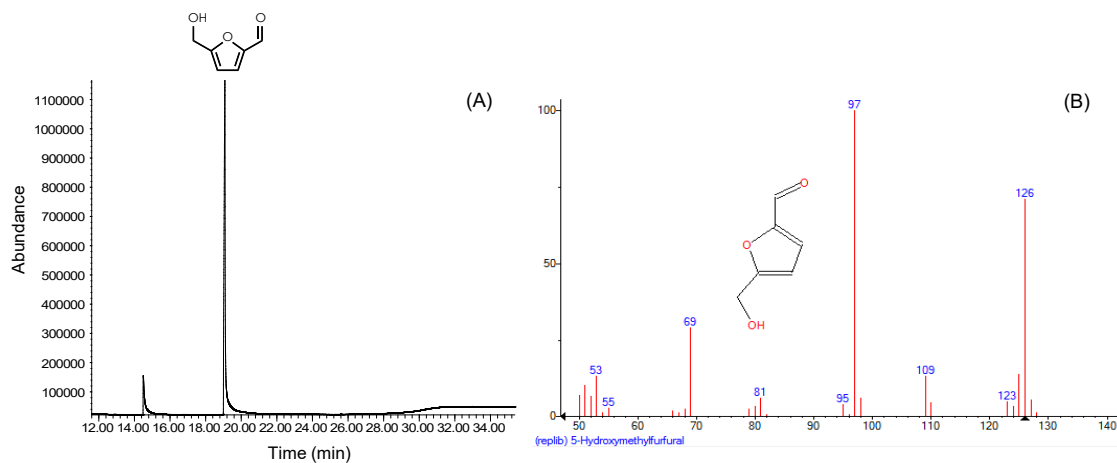 OH
O
O
(A)
1100000
1000000
900000
800000
700000
600000
500000
400000
300000
200000
100000
Abundance
12.00 14.00 16.00 18.00 20.00 22.00 24.00 26.00 28.00 30.00 32.00 34.00
Time (min)
(B)
100
50
0
97
126
69
53
55
81
95
109
123
O
O
OH
50 60 70 80 90 100 110 120 130 140
(replib) 5-Hydroxymethylfurfural